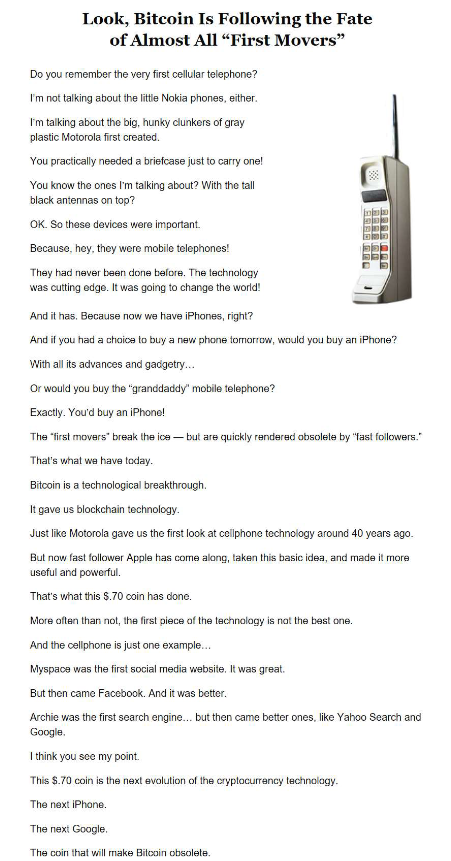 Look, Bitcoin Is Following the Fate
of Almost All “First Movers”
Do you remember the very first cellular telephone?
I’m not talking about the little Nokia phones, either.
I’m talking about the big, hunky clunkers of gray
plastic Motorola first created.
You practically needed a briefcase just to carry one!
You know the ones I’m talking about? With the tall
black antennas on top?
OK. So these devices were important.
Because, hey, they were mobile telephones!
They had never been done before. The technology
was cutting edge. It was going to change the world!
And it has. Because now we have iPhones, right?
And if you had a choice to buy a new phone tomorrow, would you buy an iPhone?
With all its advances and gadgetry…
Or would you buy the “granddaddy” mobile telephone?
Exactly. You’d buy an iPhone!
The “first movers” break the ice — but are quickly rendered obsolete by “fast followers.”
That’s what we have today.
Bitcoin is a technological breakthrough.
It gave us blockchain technology.
Just like Motorola gave us the first look at cellphone technology around 40 years ago.
But now fast follower Apple has come along, taken this basic idea, and made it more
useful and powerful.
That’s what this $.70 coin has done.
More often than not, the first piece of the technology is not the best one.
And the cellphone is just one example…
Myspace was the first social media website. It was great.
But then came Facebook. And it was better.
Archie was the first search engine… but then came better ones, like Yahoo Search and
Google.
I think you see my point.
This $.70 coin is the next evolution of the cryptocurrency technology.
The next iPhone.
The next Google.
The coin that will make Bitcoin obsolete.